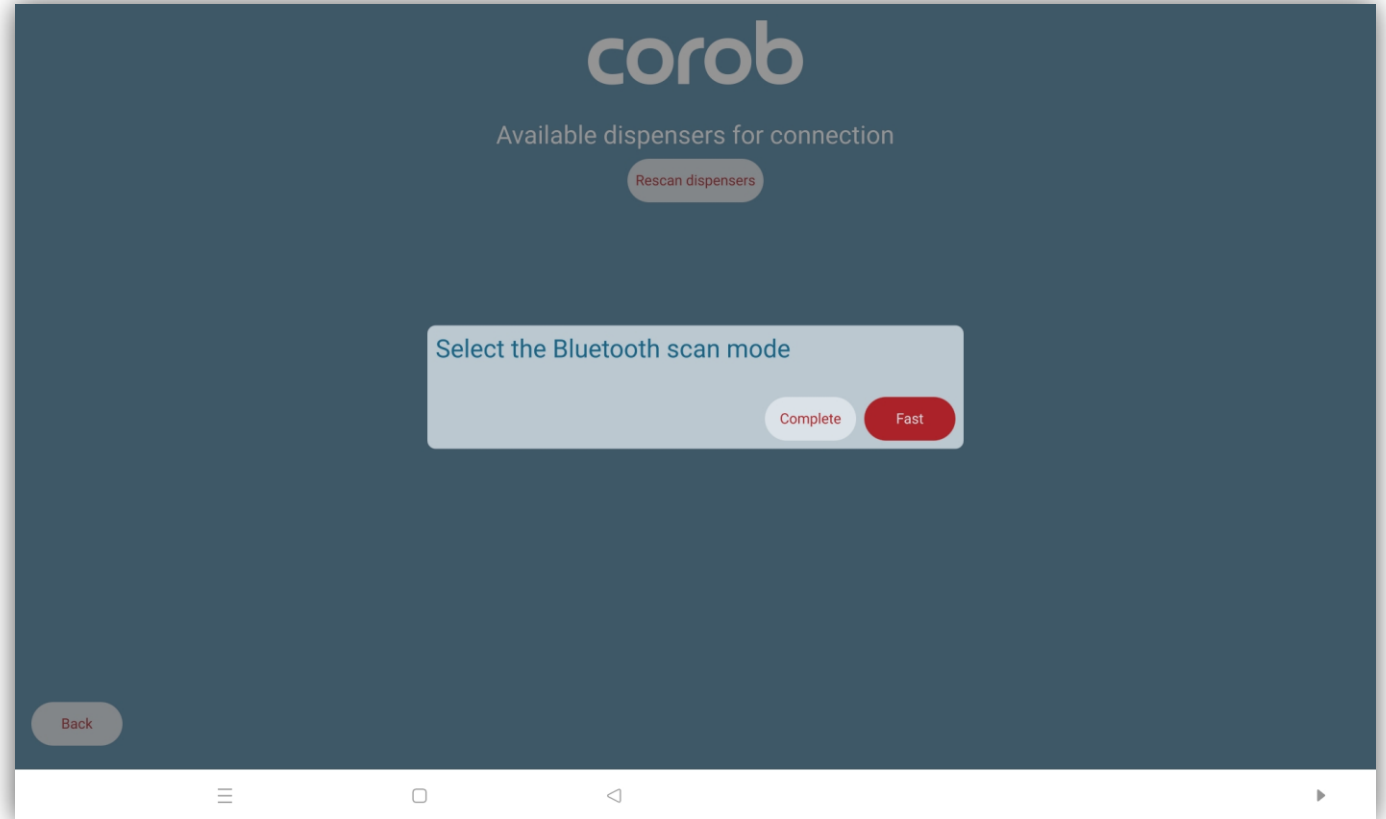 corob
Available dispensers for connection
Rescan dispensers
Select the Bluetooth scan mode
Complete
Fast
Back